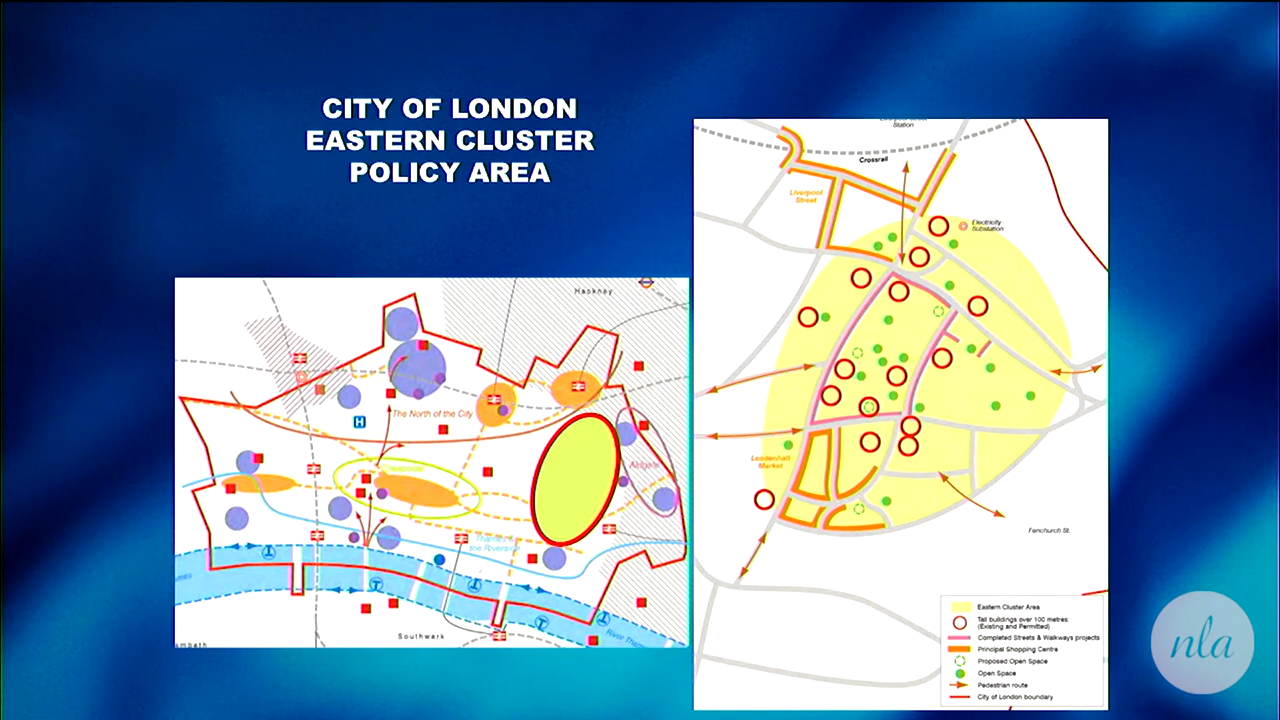 CITY OF LONDON
EASTERN CLUSTER
POLICY AREA
Hackney
The North of the City
H
Aldgate
Thames
the Riverside
Southwark
River Thames
Station
Crossrail
Liverpool
Street
Electricity
Substation
Leadenhall
Market
Fenchurch St.
Eastern Cluster Area
Tall buildings over 100 metres
(Existing and Permitted)
Completed Streets & Walkways projects
Principal Shopping Centre
Proposed Open Space
Open Space
Pedestrian route
City of London boundary
nla